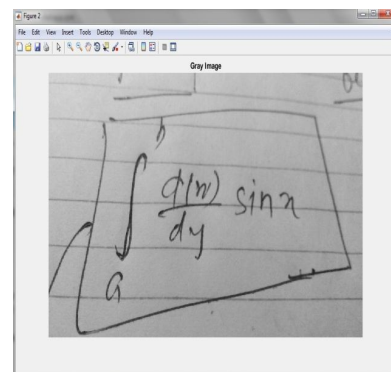 Figure 2
File Edit View Insert Tools Desktop Window Help
Gray Image
b
∫ d(x)/dy sin x
a